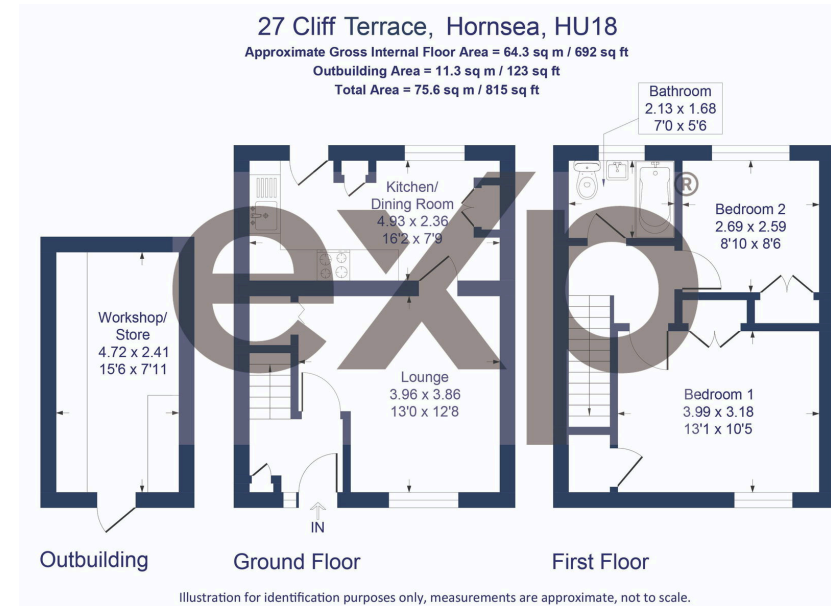 27 Cliff Terrace, Hornsea, HU18
Approximate Gross Internal Floor Area = 64.3 sq m / 692 sq ft
Outbuilding Area = 11.3 sq m / 123 sq ft
Total Area = 75.6 sq m / 815 sq ft
Bathroom
2.13 x 1.68
7'0 x 5'6
Kitchen/
Dining Room
4.93 x 2.36
16'2 x 7'9
Bedroom 2
2.69 x 2.59
8'10 x 8'6
exp®
Workshop/
Store
4.72 x 2.41
15'6 x 7'11
Lounge
3.96 x 3.86
13'0 x 12'8
Bedroom 1
3.99 x 3.18
13'1 x 10'5
IN
Outbuilding
Ground Floor
First Floor
Illustration for identification purposes only, measurements are approximate, not to scale.